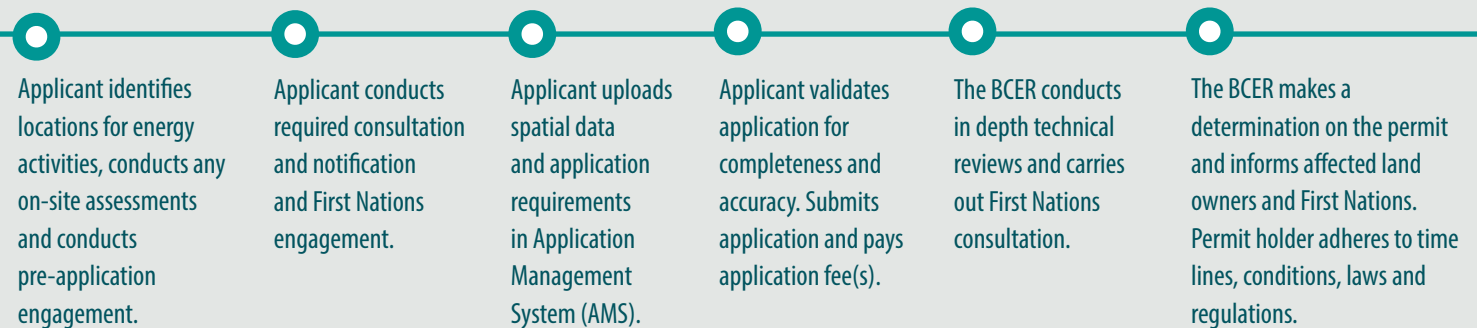 Applicant identifies
locations for energy
activities, conducts any
on-site assessments
and conducts
pre-application
engagement.
Applicant conducts
required consultation
and notification
and First Nations
engagement.
Applicant uploads
spatial data
and application
requirements
in Application
Management
System (AMS).
Applicant validates
application for
completeness and
accuracy. Submits
application and pays
application fee(s).
The BCER conducts
in depth technical
reviews and carries
out First Nations
consultation.
The BCER makes a
determination on the permit
and informs affected land
owners and First Nations.
Permit holder adheres to time
lines, conditions, laws and
regulations.